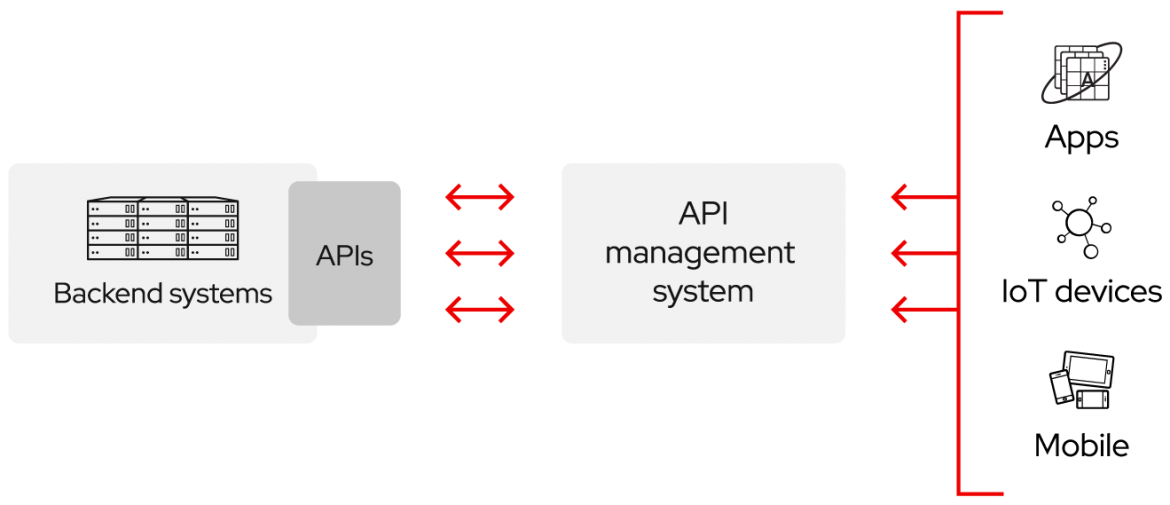 Backend systems
APIs
API
management
system
A
Apps
IoT devices
Mobile